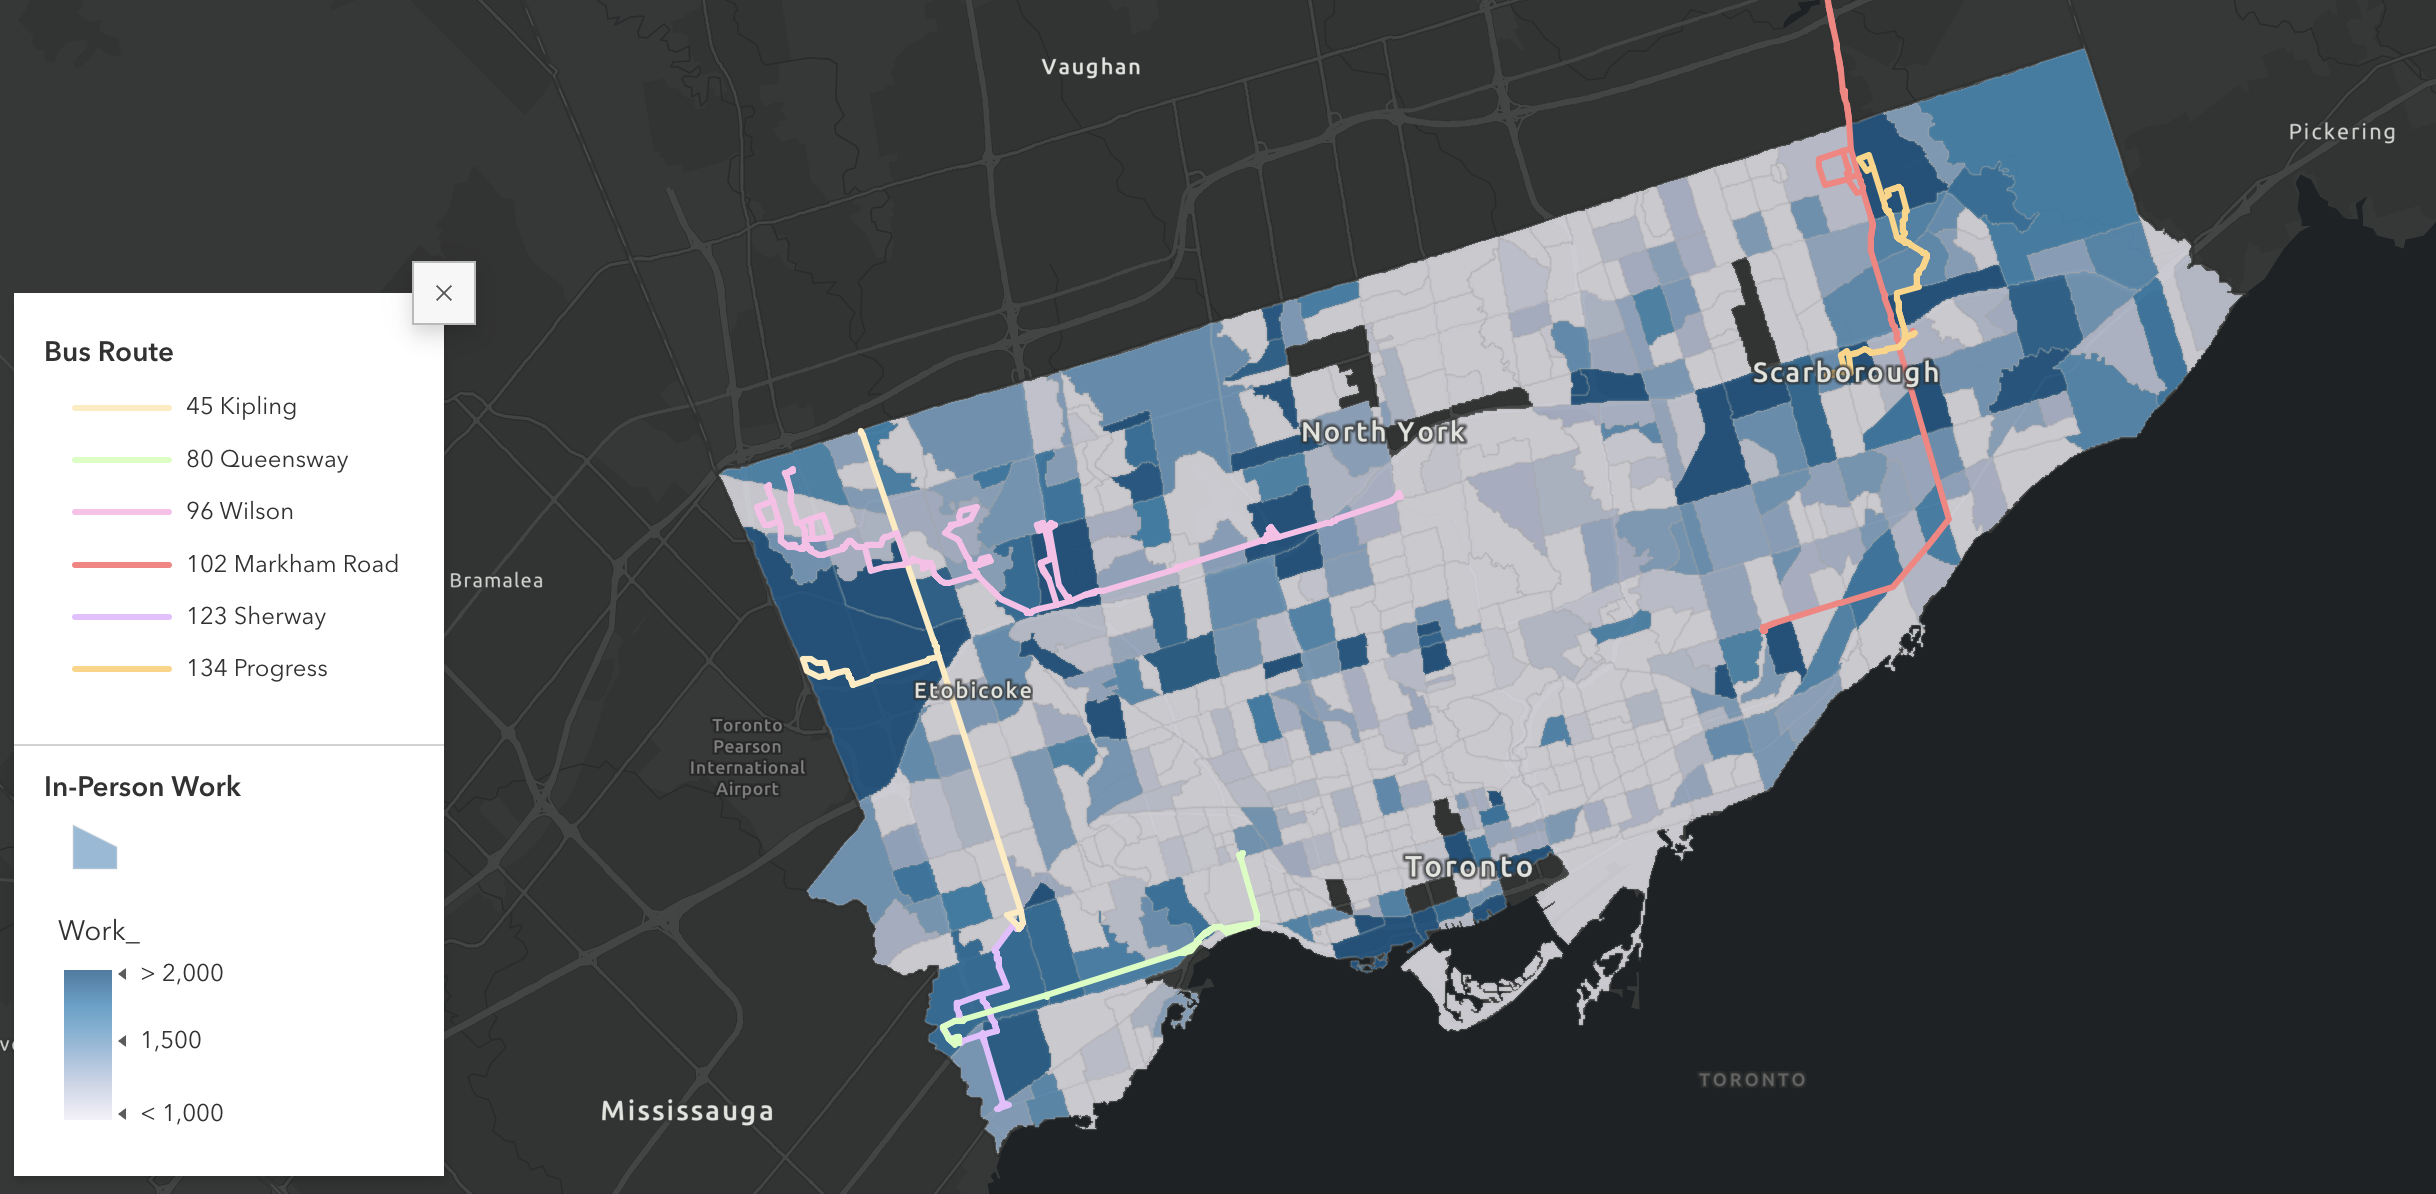 Vaughan
Pickering
Bus Route
45 Kipling
80 Queensway
96 Wilson
102 Markham Road
123 Sherway
134 Progress
In-Person Work
Work_
> 2,000
1,500
< 1,000
Scarborough
North York
Bramalea
Etobicoke
Toronto
Pearson
International
Airport
Toronto
TORONTO
Mississauga